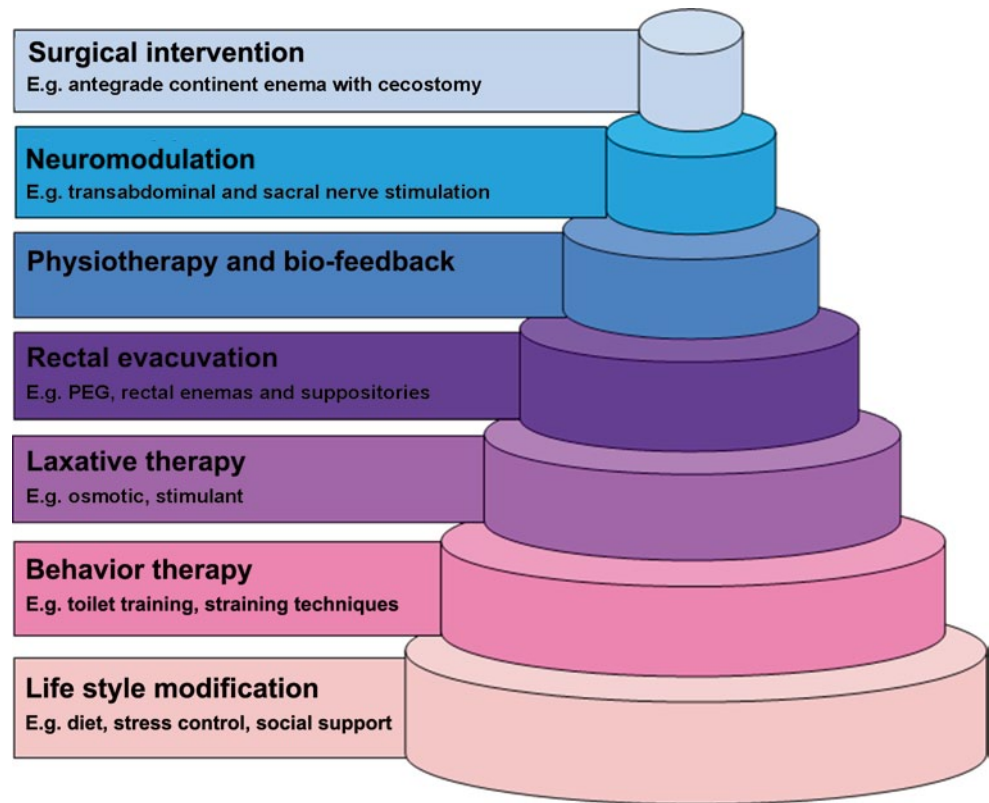 Surgical intervention
E.g. antegrade continent enema with cecostomy
Neuromodulation
E.g. transabdominal and sacral nerve stimulation
Physiotherapy and bio-feedback
Rectal evacuvation
E.g. PEG, rectal enemas and suppositories
Laxative therapy
E.g. osmotic, stimulant
Behavior therapy
E.g. toilet training, straining techniques
Life style modification
E.g. diet, stress control, social support